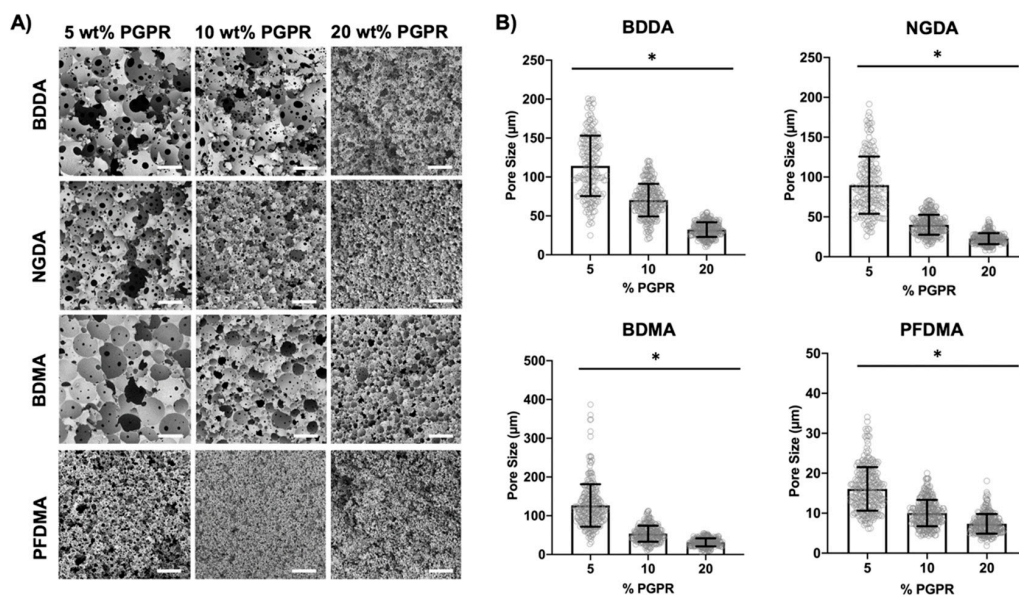 A)
5 wt% PGPR 10 wt% PGPR 20 wt% PGPR
BDDA
NGDA
BDMA
PFDMA
B)
BDDA
*
Pore Size (µm)
250
200
150
100
50
0
5 10 20
% PGPR
NGDA
*
Pore Size (µm)
250
200
150
100
50
0
5 10 20
% PGPR
BDMA
*
Pore Size (µm)
500
400
300
200
100
0
5 10 20
% PGPR
PFDMA
*
Pore Size (µm)
50
40
30
20
10
0
5 10 20
% PGPR